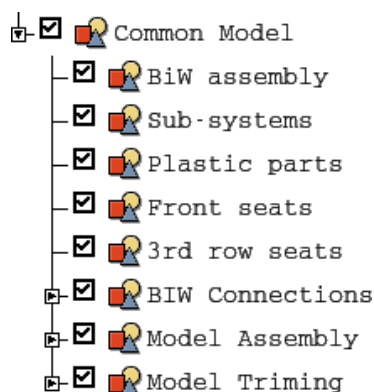 Common Model
BiW assembly
Sub-systems
Plastic parts
Front seats
3rd row seats
BIW Connections
Model Assembly
Model Triming